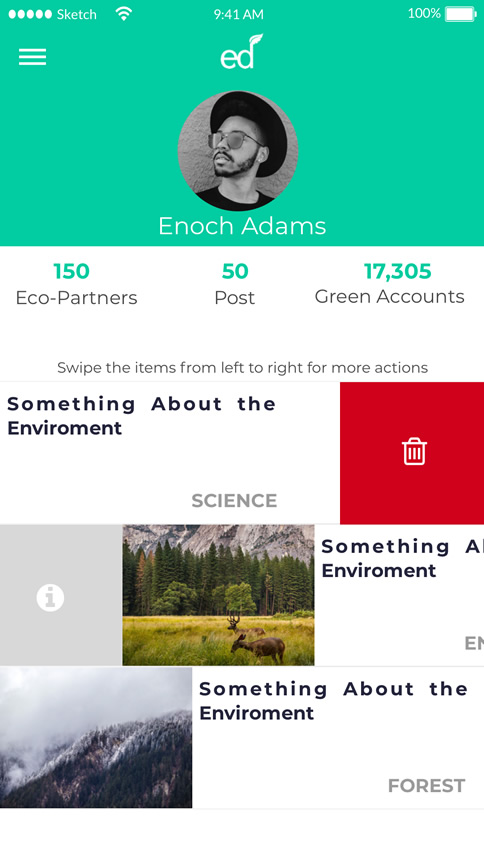 Sketch 9:41 AM 100%
ed
Enoch Adams
150 50 17,305
Eco-Partners Post Green Accounts
Swipe the items from left to right for more actions
Something About the
Enviroment
SCIENCE
Something A
Enviroment
EN
Something About the
Enviroment
FOREST